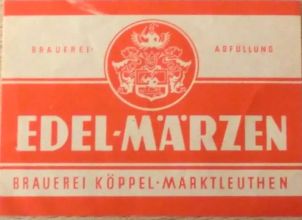 BRAUEREI- ABFÜLLUNG
EDEL-MÄRZEN
BRAUEREI KÖPPEL·MARKTLEUTHEN